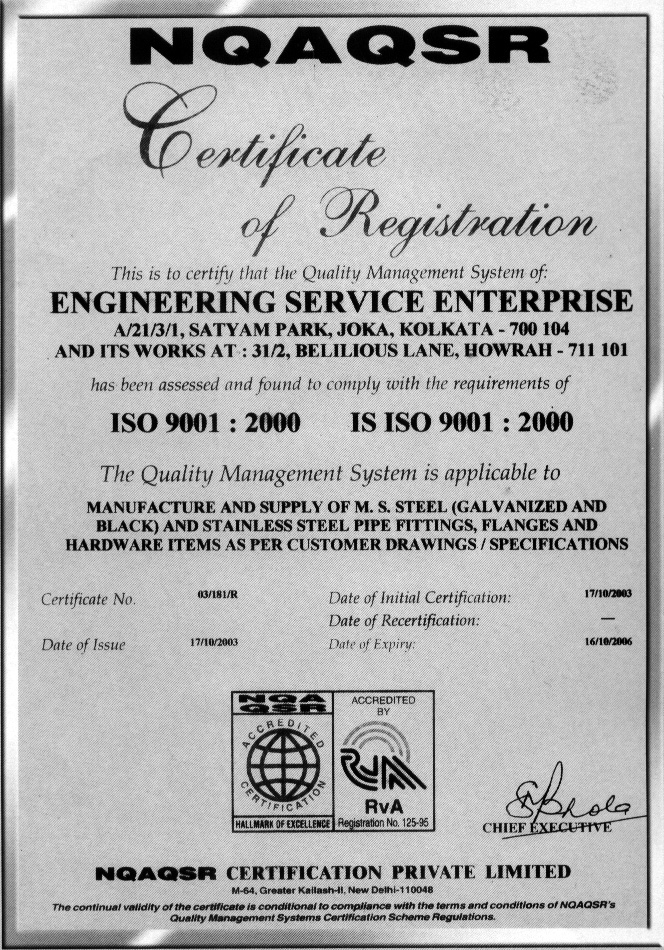 NQAQSR
Certificate
of Registration
This is to certify that the Quality Management System of:
ENGINEERING SERVICE ENTERPRISE
A/21/3/1, SATYAM PARK, JOKA, KOLKATA - 700 104
AND ITS WORKS AT : 31/2, BELILIOUS LANE, HOWRAH - 711 101
has been assessed and found to comply with the requirements of
ISO 9001 : 2000 IS ISO 9001 : 2000
The Quality Management System is applicable to
MANUFACTURE AND SUPPLY OF M. S. STEEL (GALVANIZED AND
BLACK) AND STAINLESS STEEL PIPE FITTINGS, FLANGES AND
HARDWARE ITEMS AS PER CUSTOMER DRAWINGS / SPECIFICATIONS
Certificate No. 03/181/R Date of Initial Certification: 17/10/2003
Date of Recertification: —
Date of Issue 17/10/2003 Date of Expiry: 16/10/2006
NQA
QSR
ACCREDITED
CERTIFICATION
HALLMARK OF EXCELLENCE
ACCREDITED
BY
RvA
Registration No. 125-95
CHIEF EXECUTIVE
NQAQSR CERTIFICATION PRIVATE LIMITED
M-64, Greater Kailash-II, New Delhi-110048
The continual validity of the certificate is conditional to compliance with the terms and conditions of NQAQSR's
Quality Management Systems Certification Scheme Regulations.